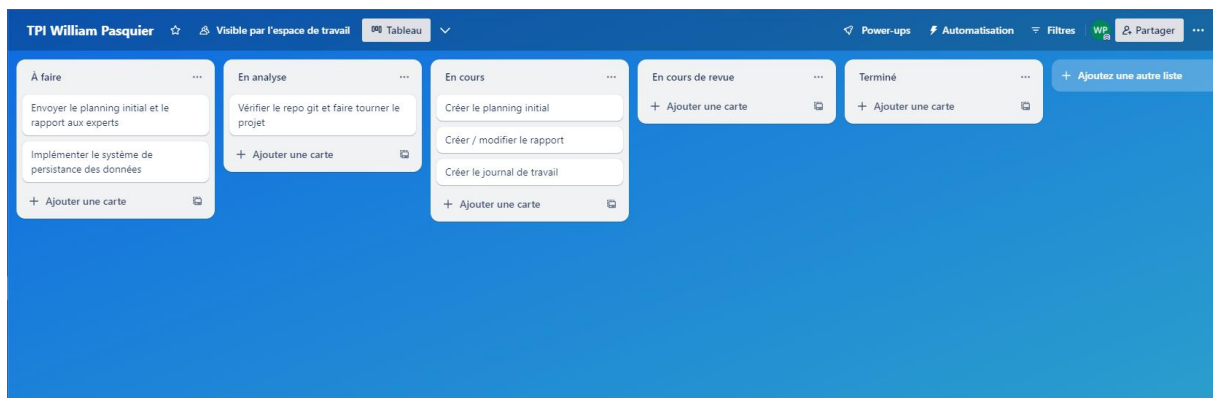 TPI William Pasquier Visible par l'espace de travail Tableau Power-ups Automatisation Filtres WP Partager ...
À faire ...
Envoyer le planning initial et le
rapport aux experts
Implémenter le système de
persistance des données
+ Ajouter une carte
En analyse ...
Vérifier le repo git et faire tourner le
projet
+ Ajouter une carte
En cours ...
Créer le planning initial
Créer / modifier le rapport
Créer le journal de travail
+ Ajouter une carte
En cours de revue ...
+ Ajouter une carte
Terminé ...
+ Ajouter une carte
+ Ajoutez une autre liste